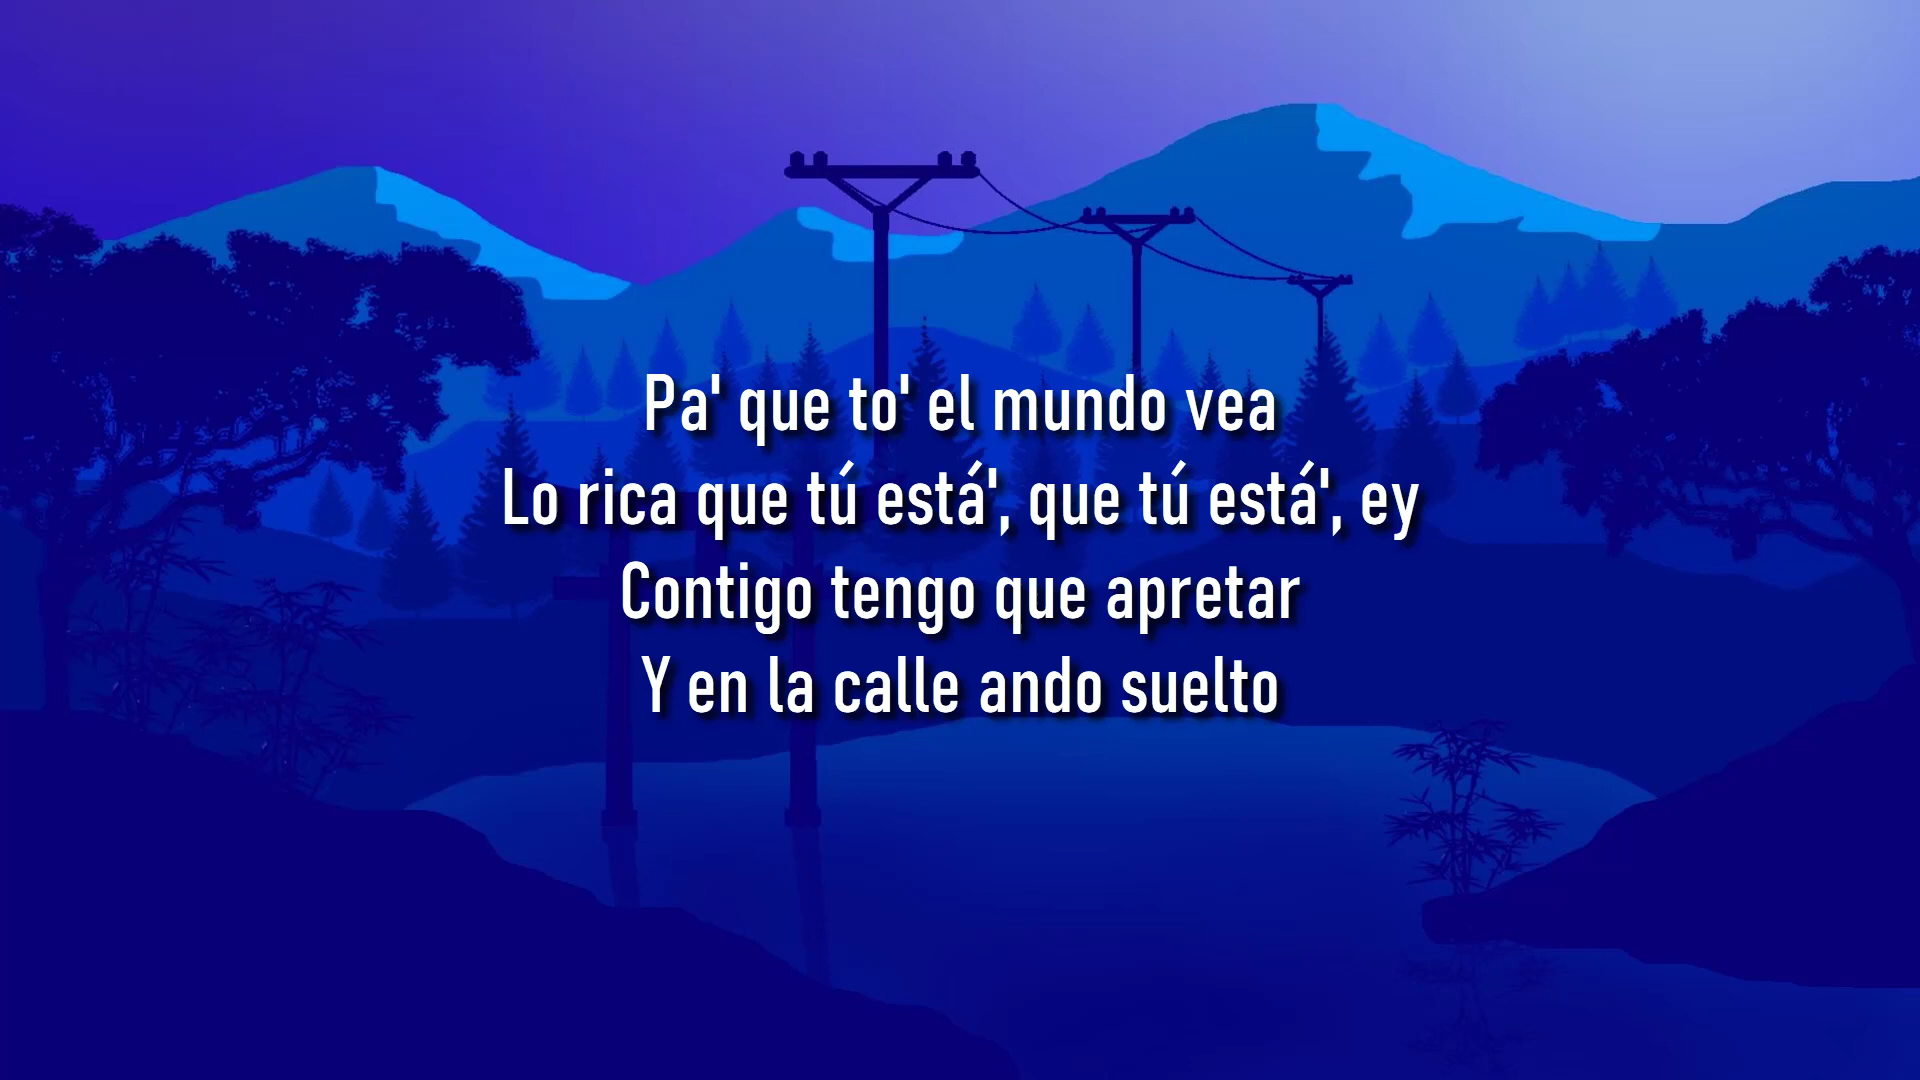 Pa' que to' el mundo vea
Lo rica que tú está', que tú está', ey
Contigo tengo que apretar
Y en la calle ando suelto